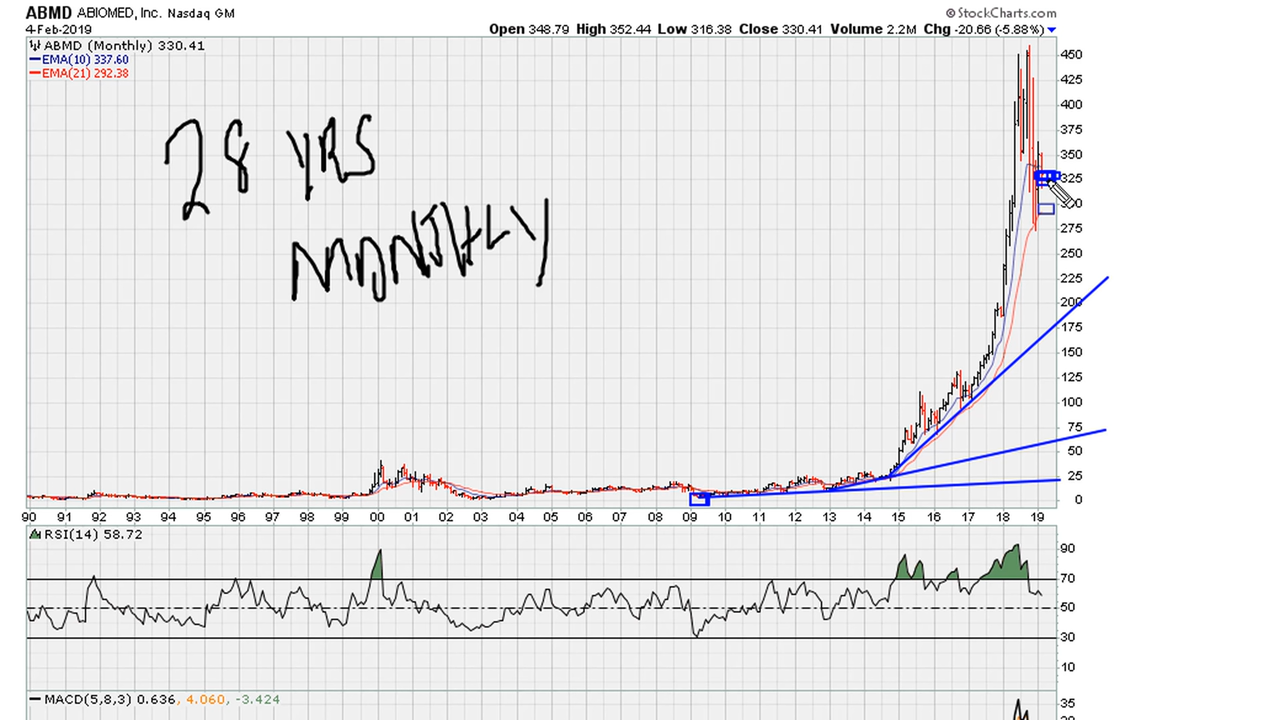 ABMD ABIOMED, Inc. Nasdaq GM
© StockCharts.com
4-Feb-2019
Open 348.79 High 352.44 Low 316.38 Close 330.41 Volume 2.2M Chg -20.66 (-5.88%)
ABMD (Monthly) 330.41
EMA(10) 337.60
EMA(21) 292.38
28 YRS
MONTHLY
450
425
400
375
350
325
300
275
250
225
200
175
150
125
100
75
50
25
0
90 91 92 93 94 95 96 97 98 99 00 01 02 03 04 05 06 07 08 09 10 11 12 13 14 15 16 17 18 19
RSI(14) 58.72
90
70
50
30
10
MACD(5,8,3) 0.636, 4.060, -3.424
35